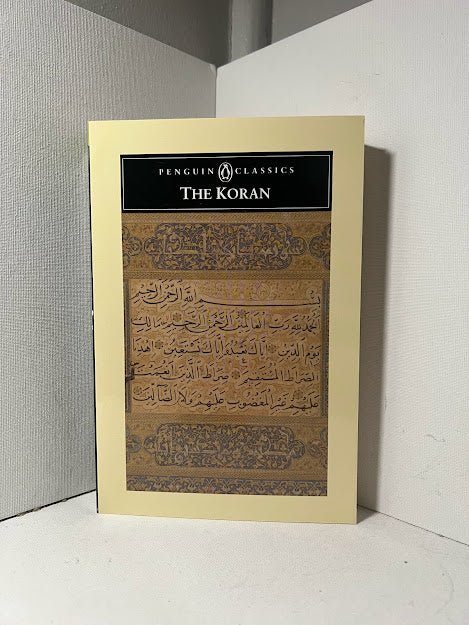 PENGUIN CLASSICS
THE KORAN
بسم الله الرحمن الرحيم
الحمد لله رب العالمين الرحمن الرحيم مالك
يوم الدين اياك نعبد واياك نستعين اهدنا
الصراط المستقيم صراط الذين انعمت
عليهم غير المغضوب عليهم ولا الضالين